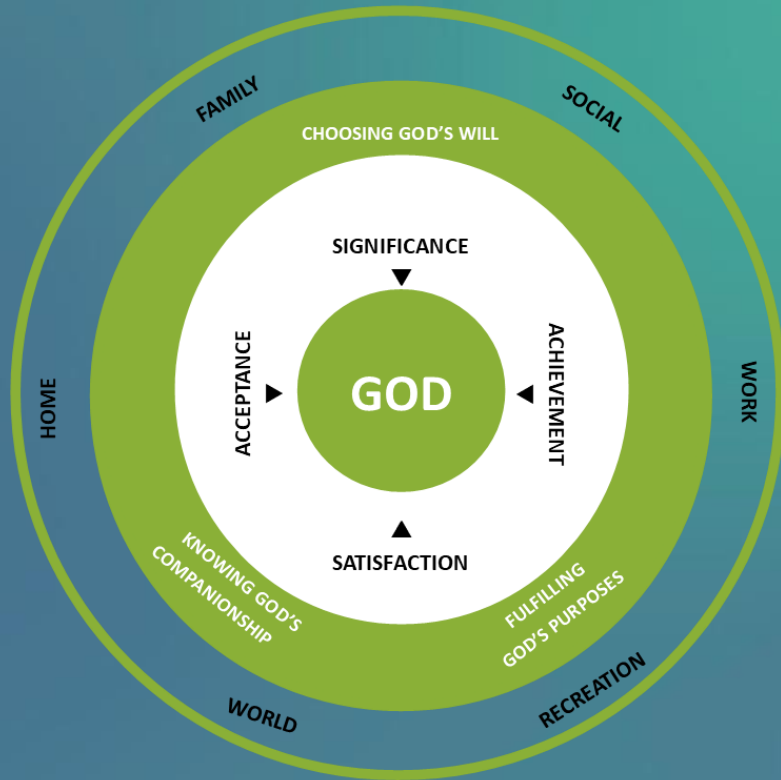 FAMILY
SOCIAL
CHOOSING GOD'S WILL
SIGNIFICANCE
ACCEPTANCE
GOD
ACHIEVEMENT
HOME
WORK
SATISFACTION
KNOWING GOD'S
COMPANIONSHIP
FULFILLING
GOD'S PURPOSES
WORLD
RECREATION